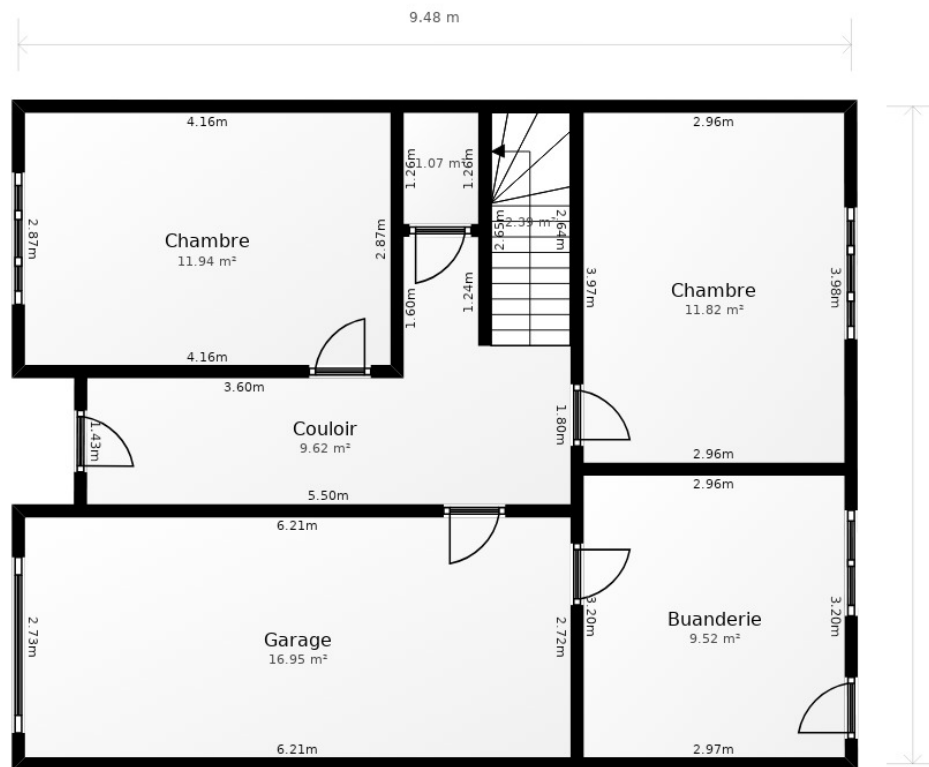 9.48 m
4.16m
2.96m
1.26m
1.07 m²
1.26m
2.87m
Chambre
11.94 m²
2.87m
2.65m
2.39 m²
2.64m
3.97m
Chambre
11.82 m²
3.98m
1.60m
1.24m
4.16m
3.60m
1.43m
Couloir
9.62 m²
1.80m
2.96m
5.50m
2.96m
6.21m
2.73m
Garage
16.95 m²
2.72m
3.20m
Buanderie
9.52 m²
3.20m
6.21m
2.97m